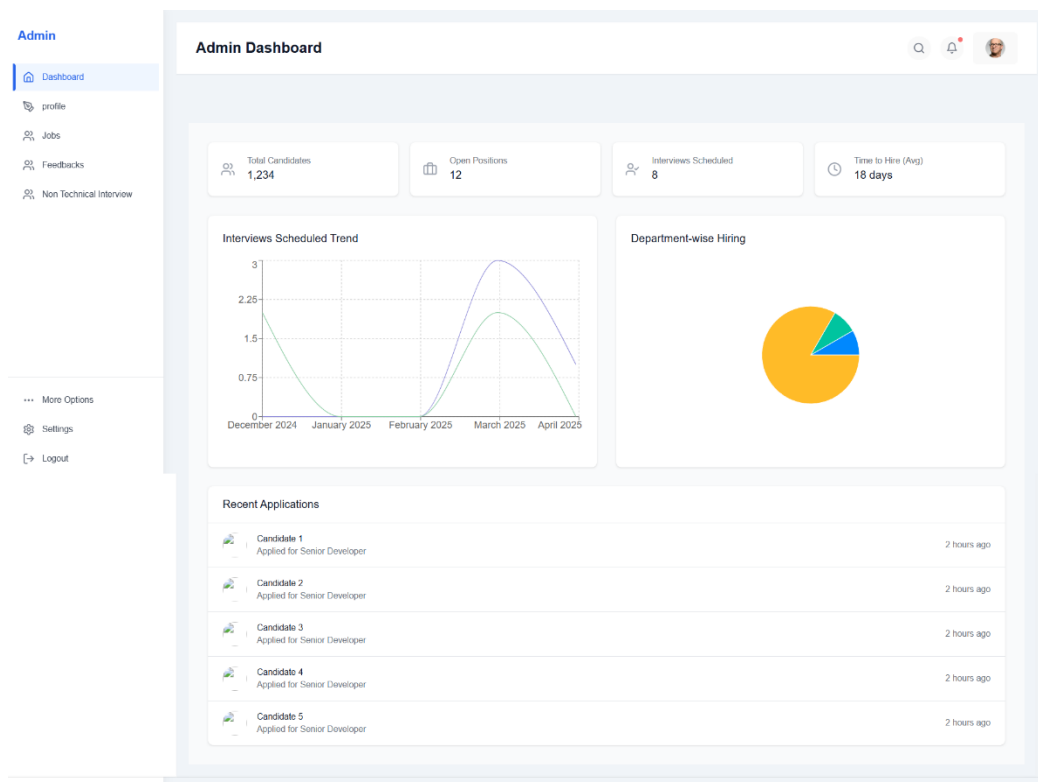 Admin
Dashboard
profile
Jobs
Feedbacks
Non Technical Interview
More Options
Settings
Logout
Admin Dashboard
Total Candidates
1,234
Open Positions
12
Interviews Scheduled
8
Time to Hire (Avg)
18 days
Interviews Scheduled Trend
3
2.25
1.5
0.75
0
December 2024 January 2025 February 2025 March 2025 April 2025
Department-wise Hiring
Recent Applications
Candidate 1
Applied for Senior Developer
2 hours ago
Candidate 2
Applied for Senior Developer
2 hours ago
Candidate 3
Applied for Senior Developer
2 hours ago
Candidate 4
Applied for Senior Developer
2 hours ago
Candidate 5
Applied for Senior Developer
2 hours ago